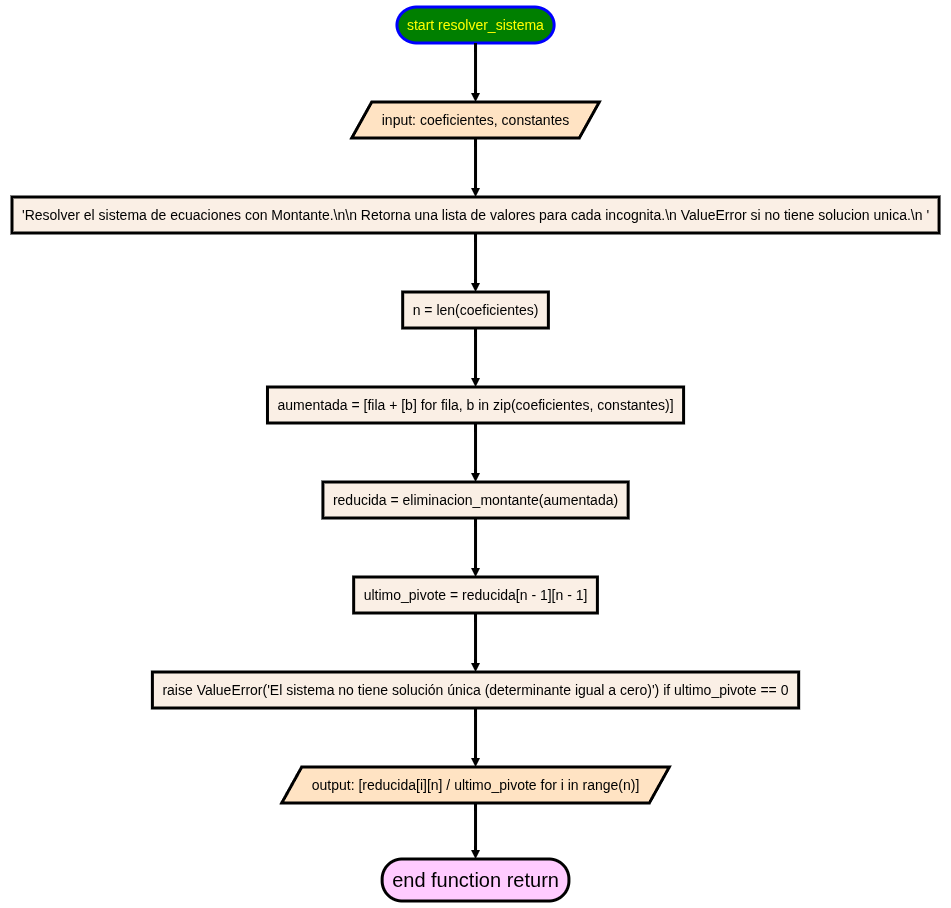 start resolver_sistema
input: coeficientes, constantes
'Resolver el sistema de ecuaciones con Montante.\n\n Retorna una lista de valores para cada incognita.\n ValueError si no tiene solucion unica.\n '
n = len(coeficientes)
aumentada = [fila + [b] for fila, b in zip(coeficientes, constantes)]
reducida = eliminacion_montante(aumentada)
ultimo_pivote = reducida[n - 1][n - 1]
raise ValueError('El sistema no tiene solución única (determinante igual a cero)') if ultimo_pivote == 0
output: [reducida[i][n] / ultimo_pivote for i in range(n)]
end function return